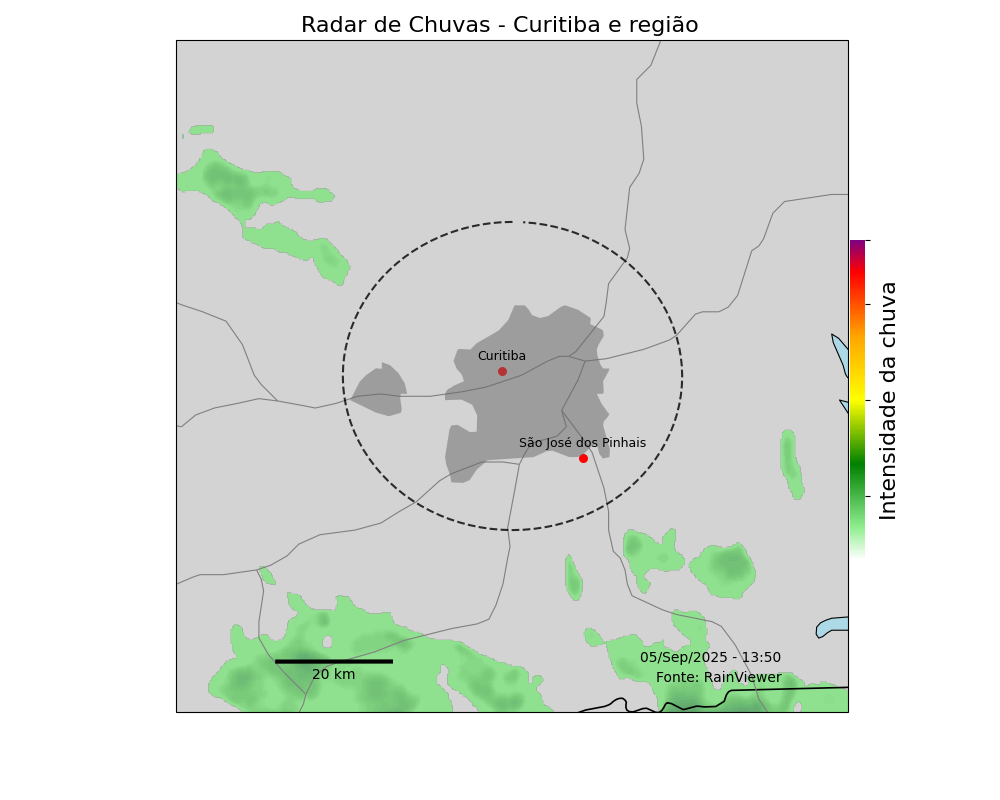 Radar de Chuvas - Curitiba e região
Curitiba
São José dos Pinhais
Intensidade da chuva
05/Sep/2025 - 13:50
Fonte: RainViewer
20 km